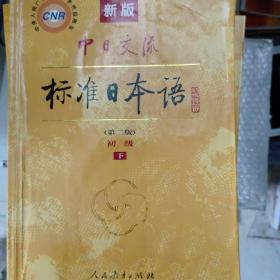 CNR
新版
中日交流
标准日本语
(第二版)
初级
下
人民教育出版社